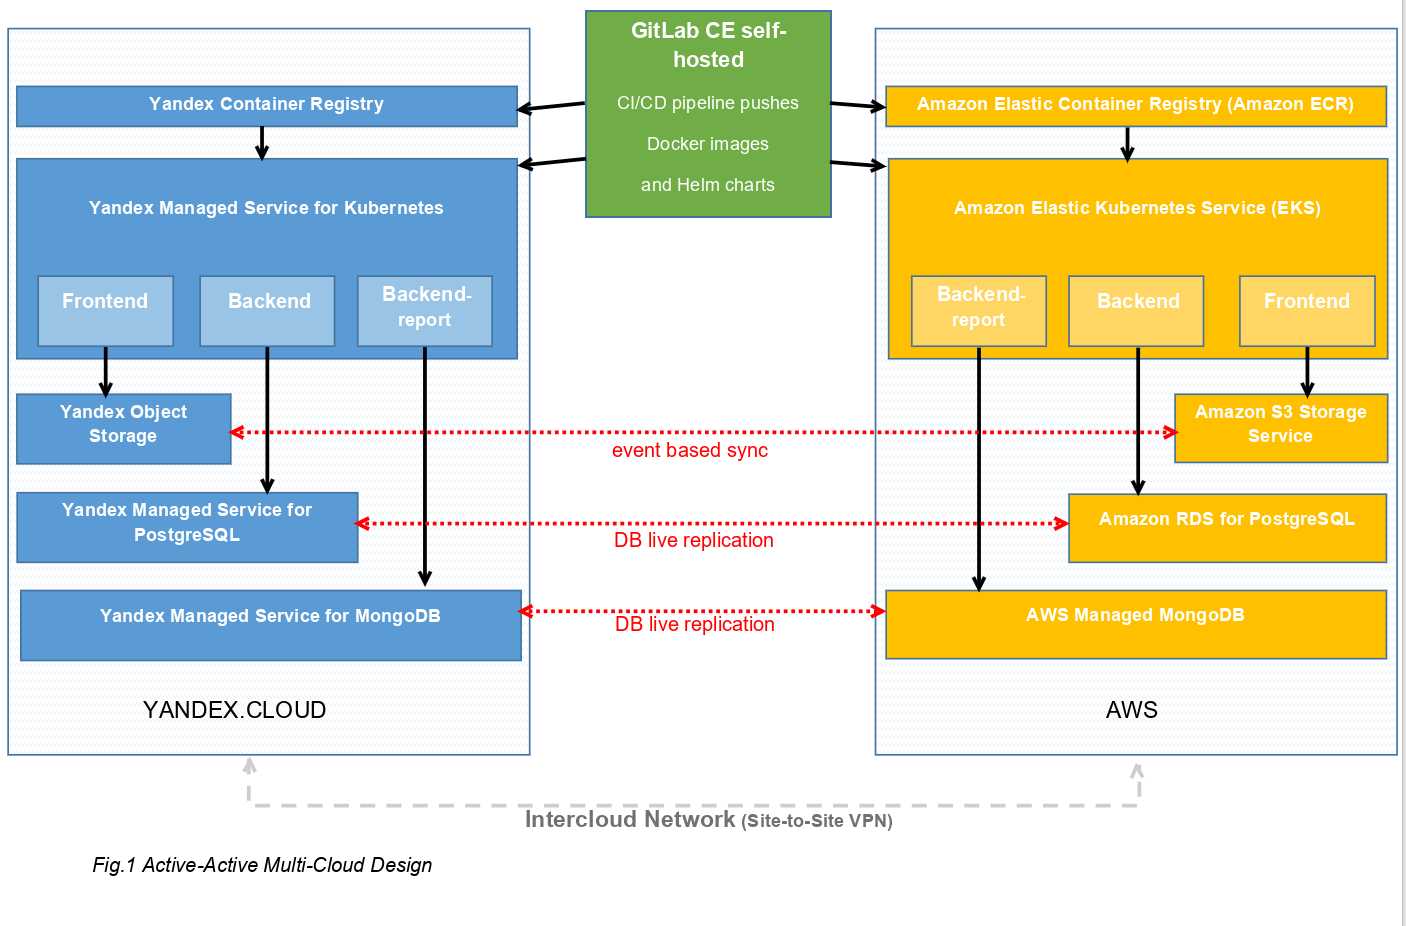 GitLab CE self-
hosted
CI/CD pipeline pushes
Docker images
and Helm charts
Yandex Container Registry
Amazon Elastic Container Registry (Amazon ECR)
Yandex Managed Service for Kubernetes
Amazon Elastic Kubernetes Service (EKS)
Frontend
Backend
Backend-
report
Backend-
report
Backend
Frontend
Yandex Object
Storage
Amazon S3 Storage
Service
event based sync
Yandex Managed Service for
PostgreSQL
Amazon RDS for PostgreSQL
DB live replication
Yandex Managed Service for MongoDB
AWS Managed MongoDB
DB live replication
YANDEX.CLOUD
AWS
Intercloud Network (Site-to-Site VPN)
Fig.1 Active-Active Multi-Cloud Design